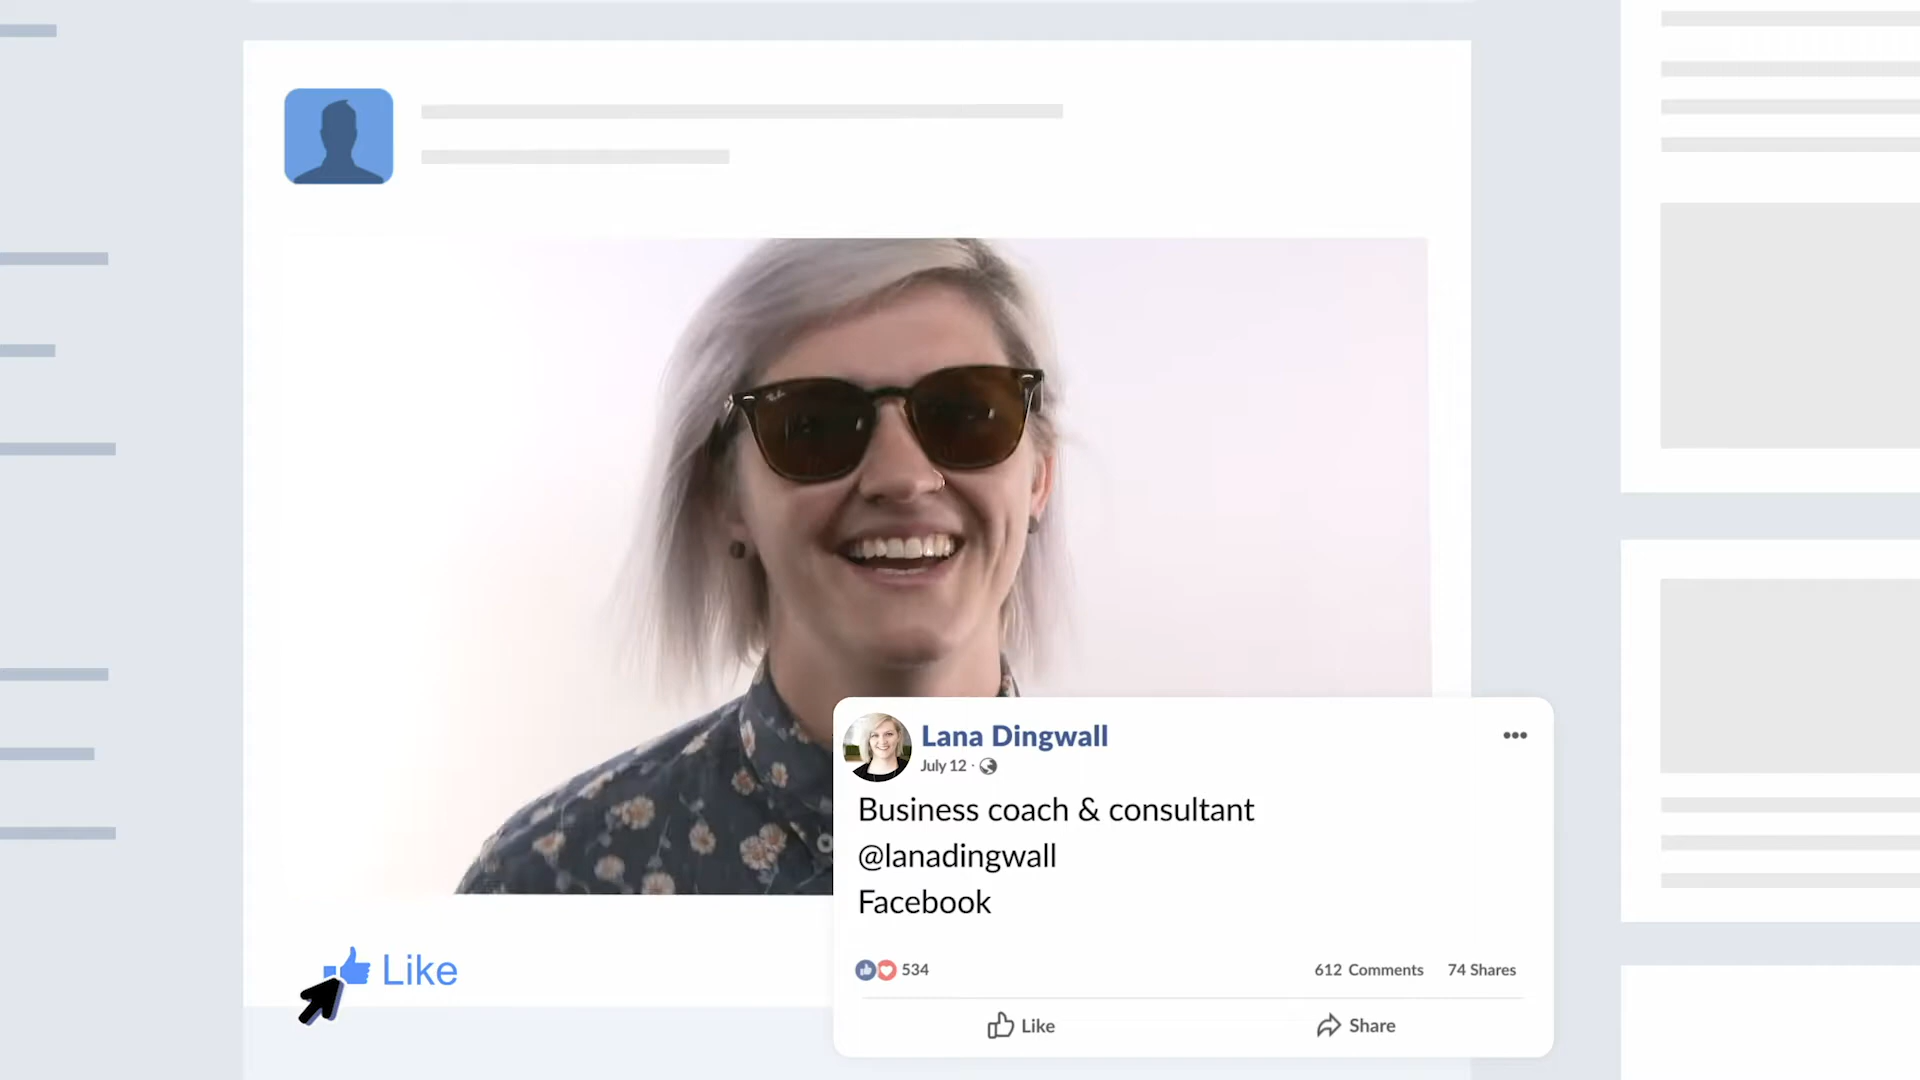 Lana Dingwall
July 12 ·
Business coach & consultant
@lanadingwall
Facebook
534
612 Comments 74 Shares
Like
Like Share